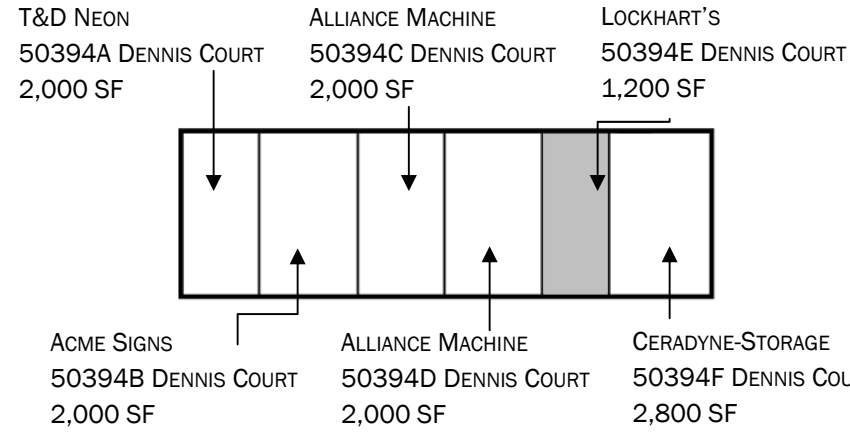 T&D NEON
50394A DENNIS COURT
2,000 SF
ALLIANCE MACHINE
50394C DENNIS COURT
2,000 SF
LOCKHART'S
50394E DENNIS COURT
1,200 SF
ACME SIGNS
50394B DENNIS COURT
2,000 SF
ALLIANCE MACHINE
50394D DENNIS COURT
2,000 SF
CERADYNE-STORAGE
50394F DENNIS COU
2,800 SF